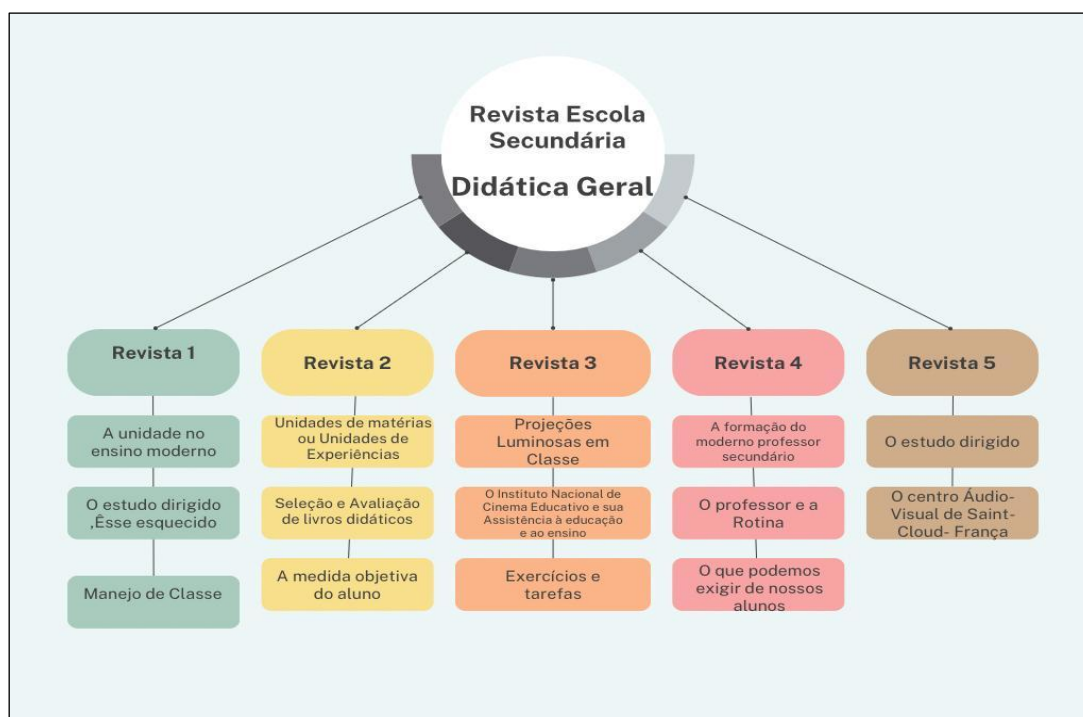 Revista Escola
Secundária
Didática Geral
Revista 1
A unidade no
ensino moderno
O estudo dirigido
,Êsse esquecido
Manejo de Classe
Revista 2
Unidades de matérias
ou Unidades de
Experiências
Seleção e Avaliação
de livros didáticos
A medida objetiva
do aluno
Revista 3
Projeções
Luminosas em
Classe
O Instituto Nacional de
Cinema Educativo e sua
Assistência à educação
e ao ensino
Exercícios e
tarefas
Revista 4
A formação do
moderno professor
secundário
O professor e a
Rotina
O que podemos
exigir de nossos
alunos
Revista 5
O estudo dirigido
O centro Áudio-
Visual de Saint-
Cloud- França